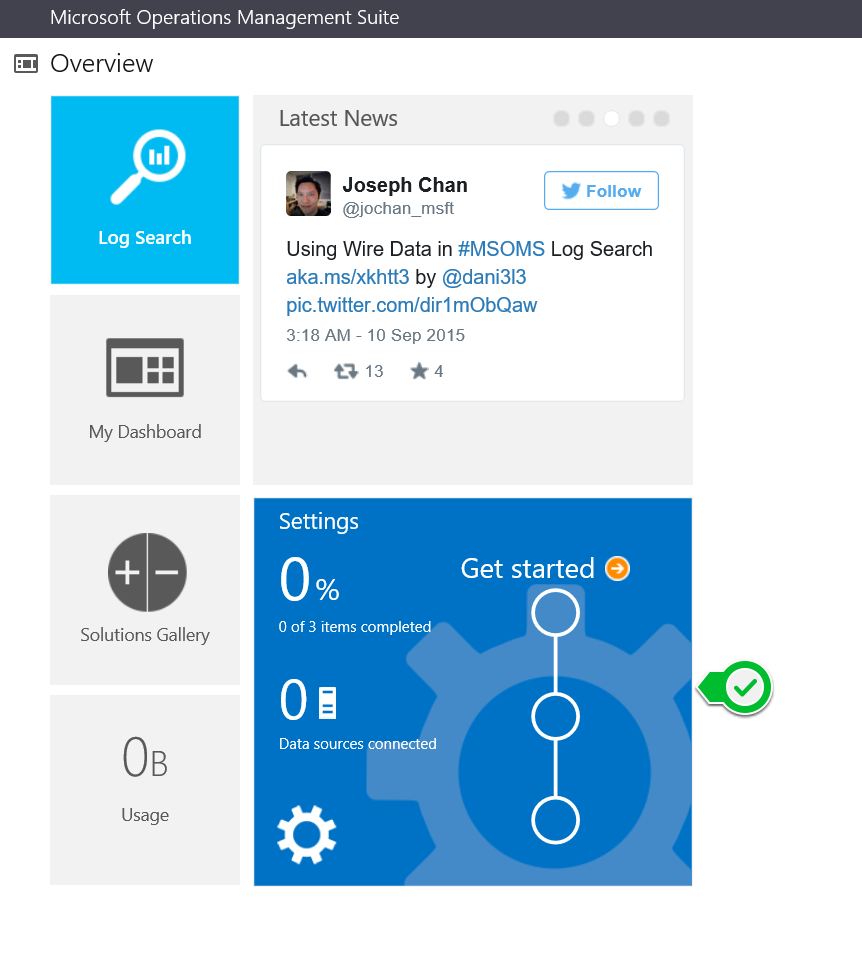 Microsoft Operations Management Suite
Overview
Log Search
My Dashboard
Solutions Gallery
0B
Usage
Latest News
Joseph Chan
@jochan_msft
Follow
Using Wire Data in #MSOMS Log Search
aka.ms/xkhtt3 by @dani3l3
pic.twitter.com/dir1mObQaw
3:18 AM - 10 Sep 2015
13 4
Settings
0 %
0 of 3 items completed
0
Data sources connected
Get started